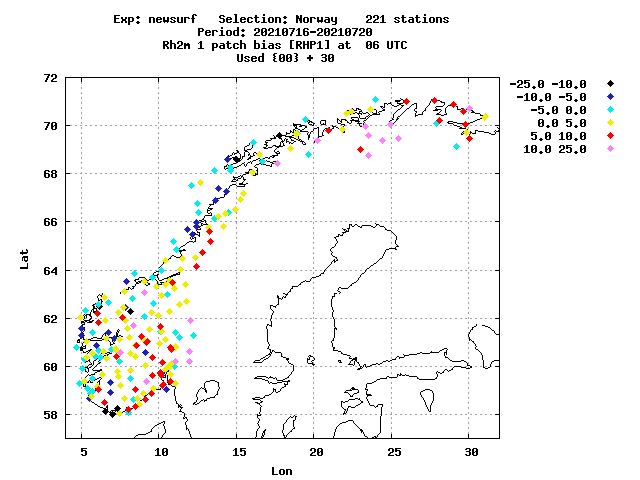 Exp: newsurf Selection: Norway 221 stations
Period: 20210716-20210720
Rh2m 1 patch bias [RHP1] at 06 UTC
Used {00} + 30
72
70
68
66
64
62
60
58
5 10 15 20 25 30
Lat
Lon
-25.0 -10.0
-10.0 -5.0
-5.0 0.0
0.0 5.0
5.0 10.0
10.0 25.0